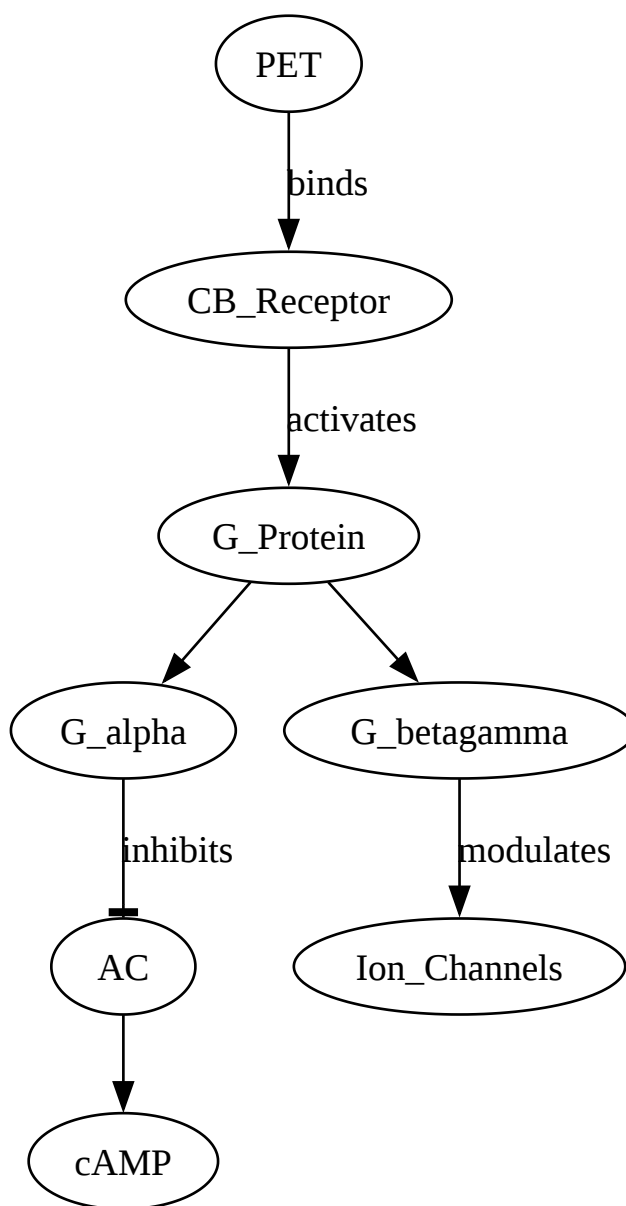 PET
binds
CB_Receptor
activates
G_Protein
G_alpha
G_betagamma
inhibits
modulates
AC
Ion_Channels
cAMP